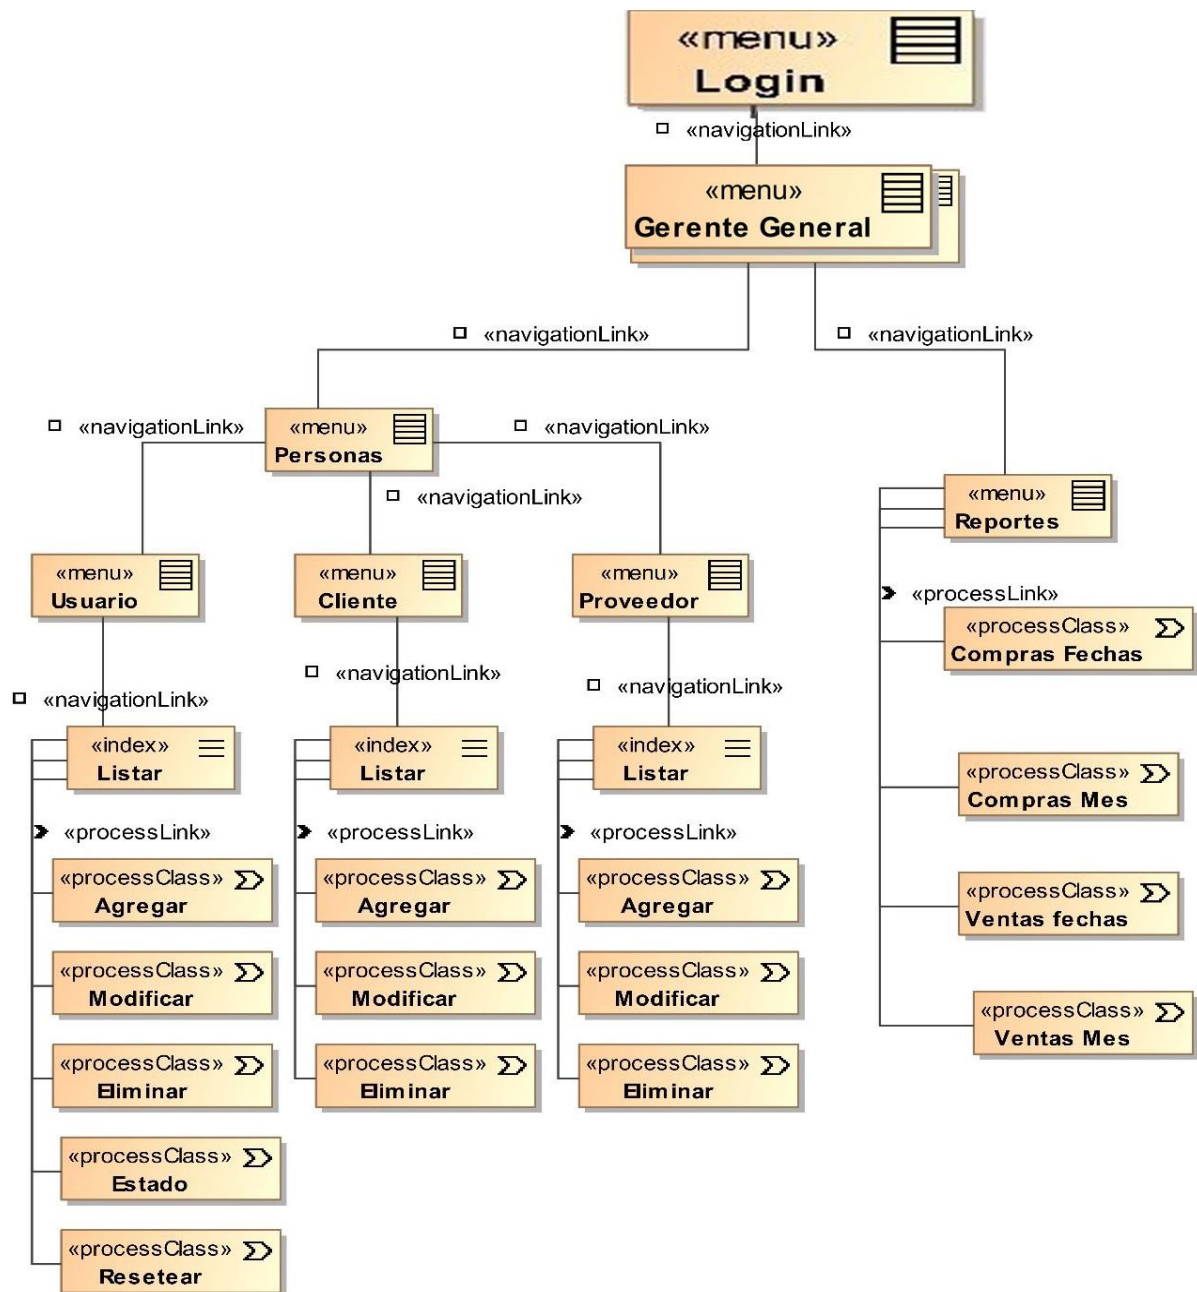 «menu»
Login
«navigationLink»
«menu»
Gerente General
«navigationLink»
«navigationLink»
«navigationLink»
«menu»
Personas
«navigationLink»
«navigationLink»
«menu»
Reportes
«menu»
Usuario
«menu»
Cliente
«menu»
Proveedor
«processLink»
«processClass»
Compras Fechas
«navigationLink»
«navigationLink»
«navigationLink»
«index»
Listar
«index»
Listar
«index»
Listar
«processClass»
Compras Mes
«processLink»
«processLink»
«processLink»
«processClass»
Agregar
«processClass»
Agregar
«processClass»
Agregar
«processClass»
Ventas fechas
«processClass»
Modificar
«processClass»
Modificar
«processClass»
Modificar
«processClass»
Ventas Mes
«processClass»
Eliminar
«processClass»
Eliminar
«processClass»
Eliminar
«processClass»
Estado
«processClass»
Resetear